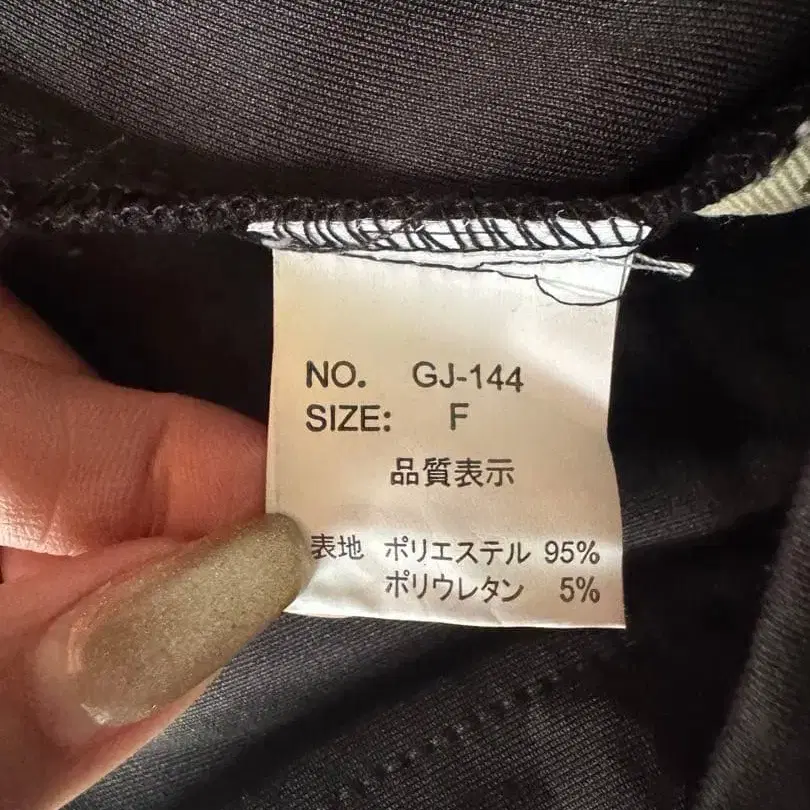 NO. GJ-144
SIZE: F
品質表示
表地 ポリエステル 95%
ポリウレタン 5%